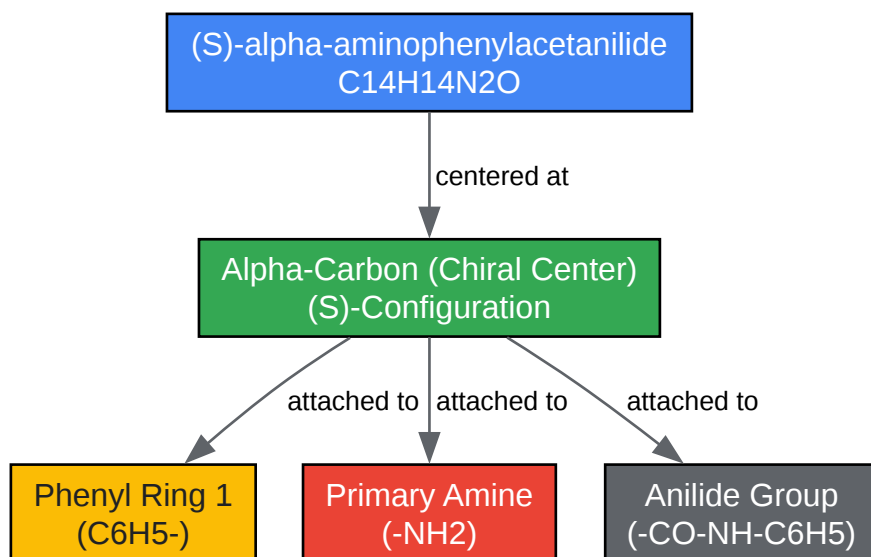 (S)-alpha-aminophenylacetanilide
C14H14N2O
centered at
Alpha-Carbon (Chiral Center)
(S)-Configuration
attached to
attached to
attached to
Phenyl Ring 1
(C6H5-)
Primary Amine
(-NH2)
Anilide Group
(-CO-NH-C6H5)